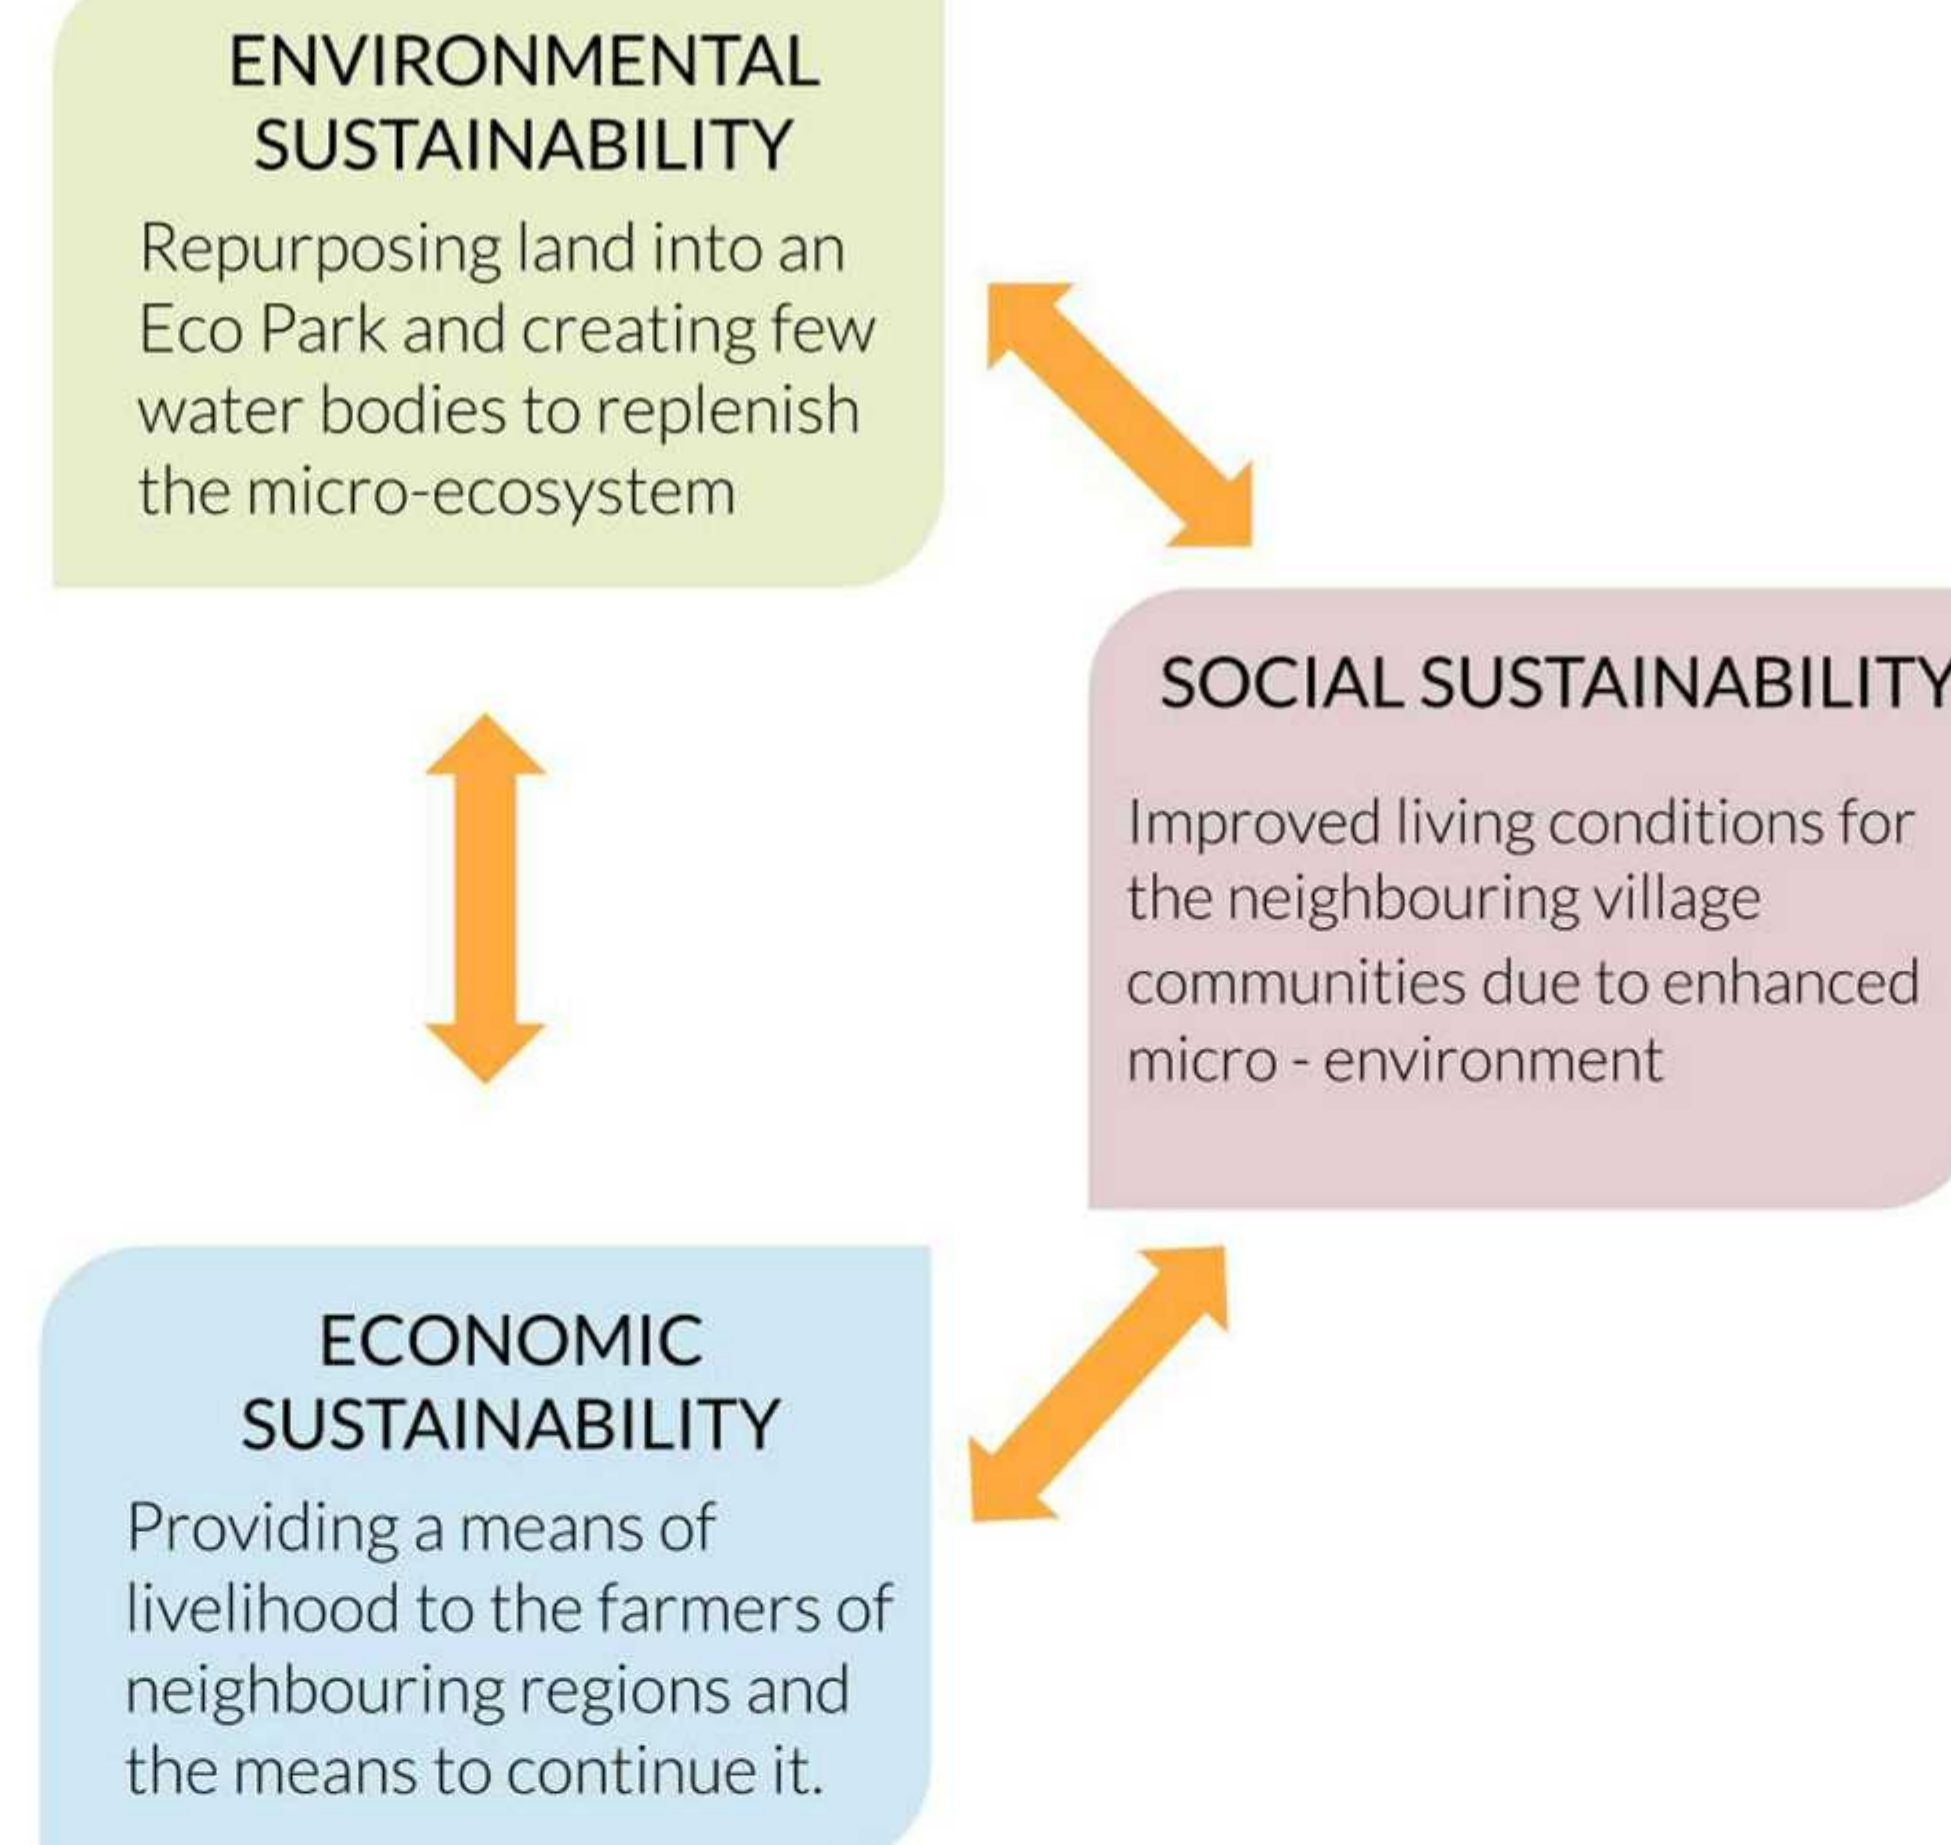 ENVIRONMENTAL
SUSTAINABILITY
Repurposing land into an
Eco Park and creating few
water bodies to replenish
the micro-ecosystem
SOCIAL SUSTAINABILITY
Improved living conditions for
the neighbouring village
communities due to enhanced
micro - environment
ECONOMIC
SUSTAINABILITY
Providing a means of
livelihood to the farmers of
neighbouring regions and
the means to continue it.